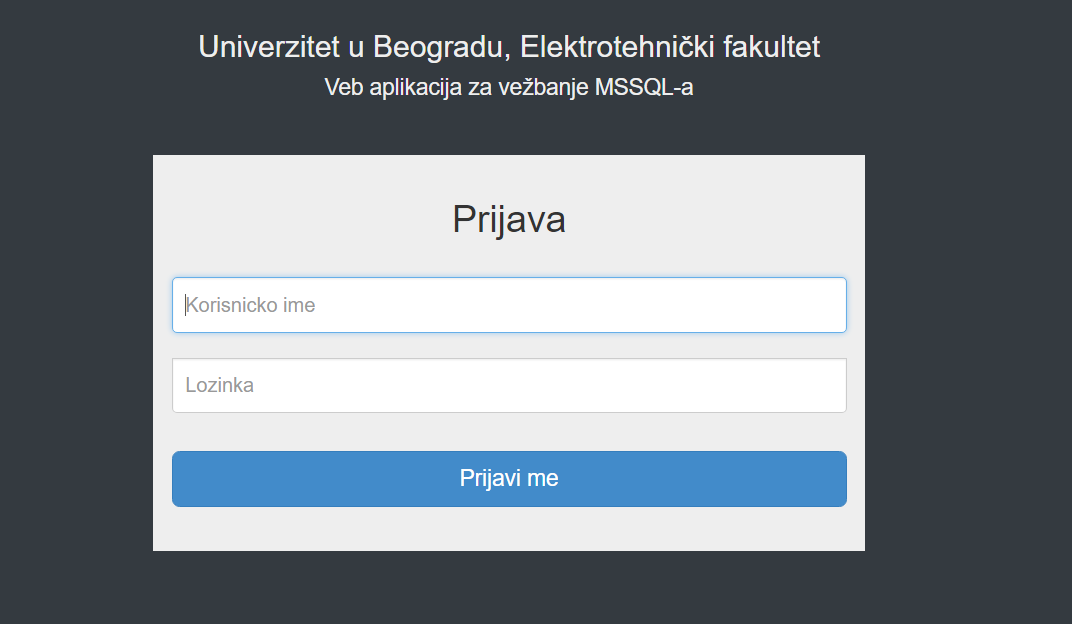 Univerzitet u Beogradu, Elektrotehnički fakultet
Veb aplikacija za vežbanje MSSQL-a
Prijava
Korisnicko ime
Lozinka
Prijavi me